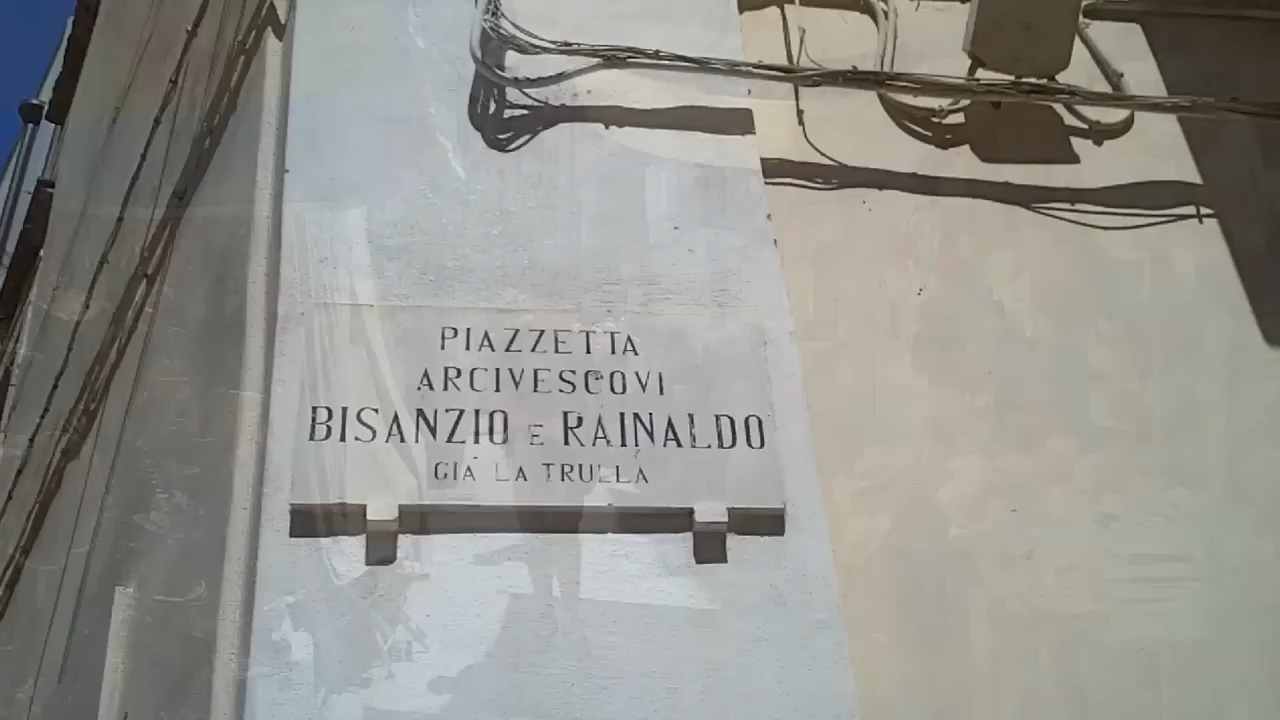 PIAZZETTA
ARCIVESCOVI
BISANZIO E RAINALDO
GIÀ LA TRULLA